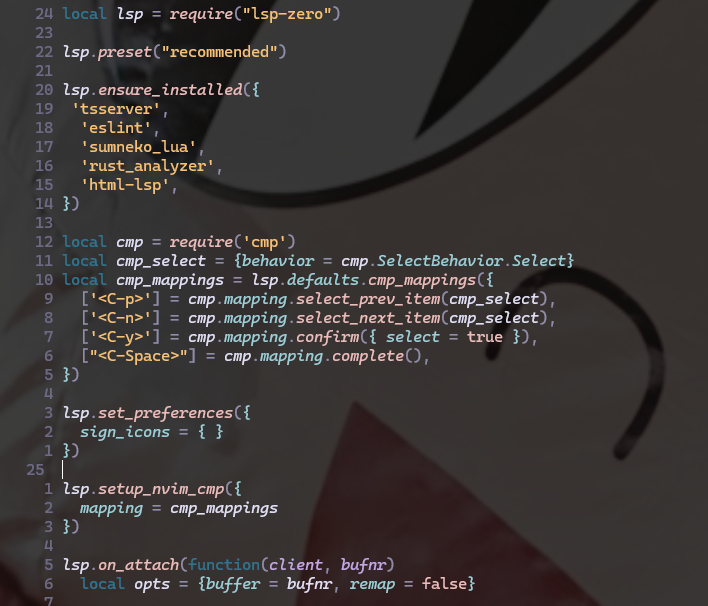 24 local lsp = require("lsp-zero")
23
22 lsp.preset("recommended")
21
20 lsp.ensure_installed({
19  'tsserver',
18   'eslint',
17   'sumneko_lua',
16   'rust_analyzer',
15   'html-lsp',
14 })
13
12 local cmp = require('cmp')
11 local cmp_select = {behavior = cmp.SelectBehavior.Select}
10 local cmp_mappings = lsp.defaults.cmp_mappings({
9   ['<C-p>'] = cmp.mapping.select_prev_item(cmp_select),
8   ['<C-n>'] = cmp.mapping.select_next_item(cmp_select),
7   ['<C-y>'] = cmp.mapping.confirm({ select = true }),
6   ["<C-Space>"] = cmp.mapping.complete(),
5 })
4
3 lsp.set_preferences({
2   sign_icons = { }
1 })
25
1 lsp.setup_nvim_cmp({
2   mapping = cmp_mappings
3 })
4
5 lsp.on_attach(function(client, bufnr)
6   local opts = {buffer = bufnr, remap = false}
7